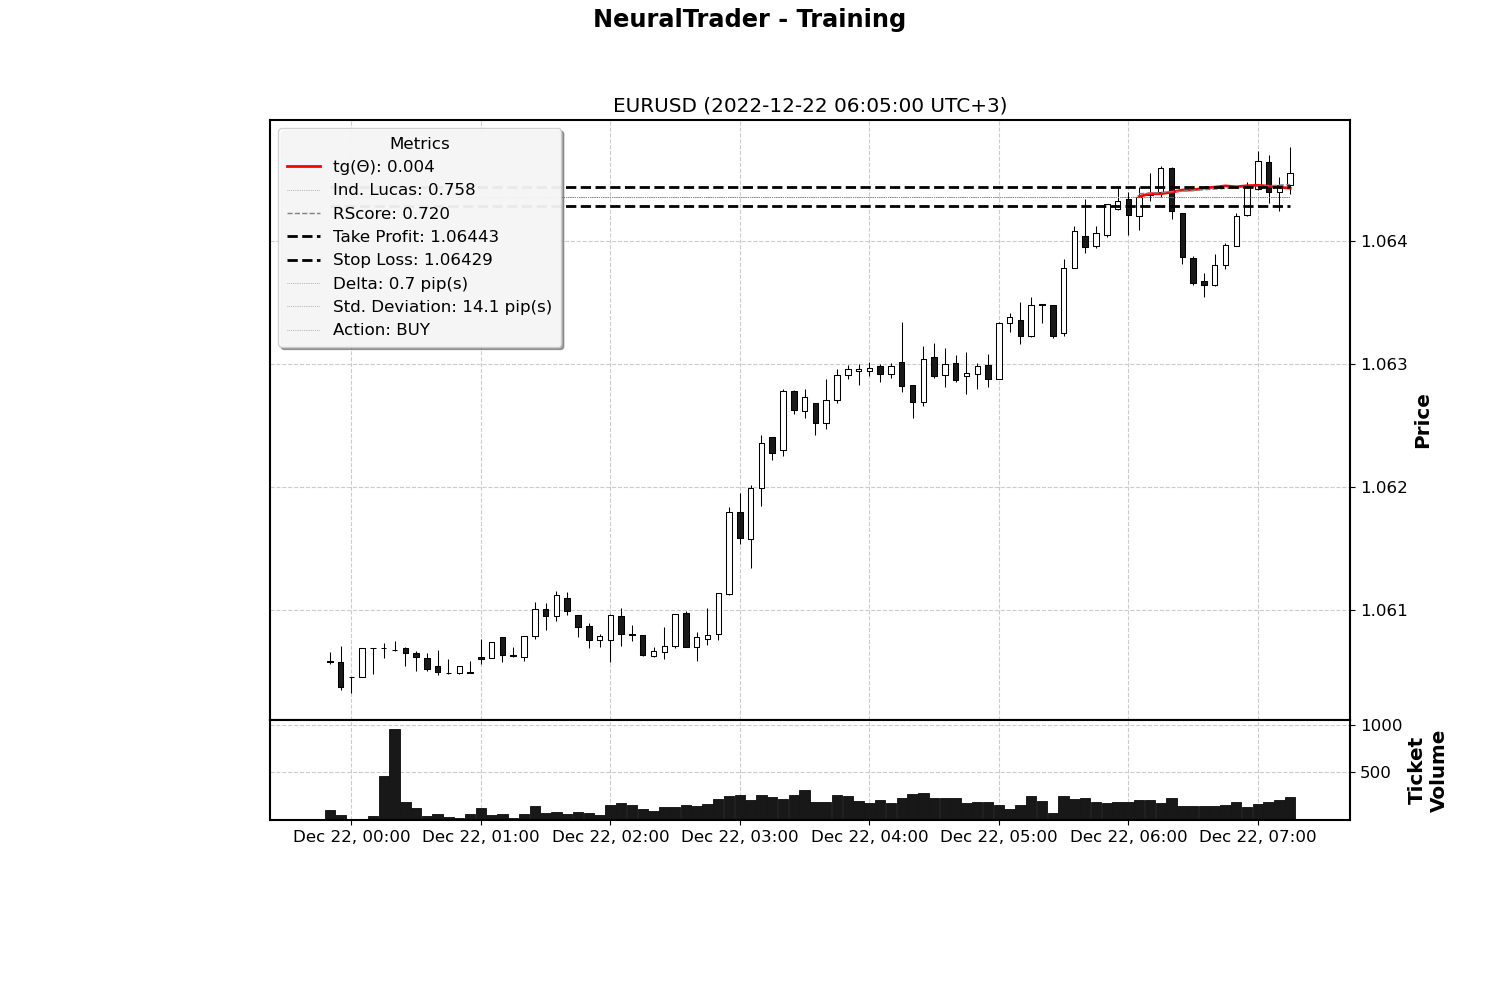 NeuralTrader - Training
EURUSD (2022-12-22 06:05:00 UTC+3)
Metrics
tg(Θ): 0.004
Ind. Lucas: 0.758
RScore: 0.720
Take Profit: 1.06443
Stop Loss: 1.06429
Delta: 0.7 pip(s)
Std. Deviation: 14.1 pip(s)
Action: BUY
1.064
1.063
1.062
1.061
Price
1000
500
Ticket
Volume
Dec 22, 00:00 Dec 22, 01:00 Dec 22, 02:00 Dec 22, 03:00 Dec 22, 04:00 Dec 22, 05:00 Dec 22, 06:00 Dec 22, 07:00